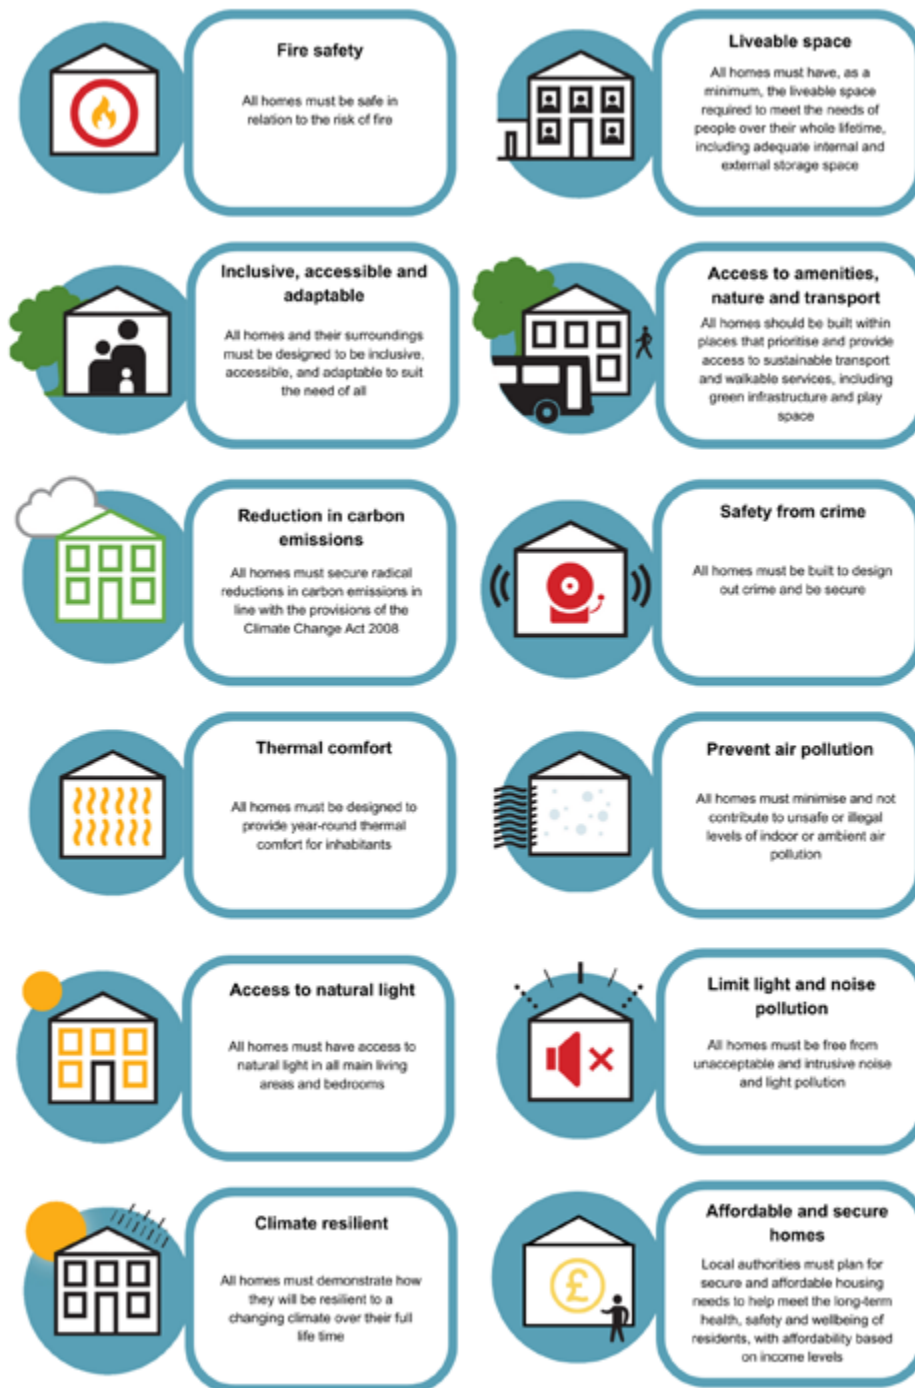 Fire safety
All homes must be safe in
relation to the risk of fire
Liveable space
All homes must have, as a
minimum, the liveable space
required to meet the needs of
people over their whole lifetime,
including adequate internal and
external storage space
Inclusive, accessible and
adaptable
All homes and their surroundings
must be designed to be inclusive,
accessible, and adaptable to suit
the need of all
Access to amenities,
nature and transport
All homes should be built within
places that prioritise and provide
access to sustainable transport
and walkable services, including
green infrastructure and play
space
Reduction in carbon
emissions
All homes must secure radical
reductions in carbon emissions in
line with the provisions of the
Climate Change Act 2008
Safety from crime
All homes must be built to design
out crime and be secure
Thermal comfort
All homes must be designed to
provide year-round thermal
comfort for inhabitants
Prevent air pollution
All homes must minimise and not
contribute to unsafe or illegal
levels of indoor or ambient air
pollution
Access to natural light
All homes must have access to
natural light in all main living
areas and bedrooms
Limit light and noise
pollution
All homes must be free from
unacceptable and intrusive noise
and light pollution
Climate resilient
All homes must demonstrate how
they will be resilient to a
changing climate over their full
life time
Affordable and secure
homes
Local authorities must plan for
secure and affordable housing
needs to help meet the long-term
health, safety and wellbeing of
residents, with affordability based
on income levels
£